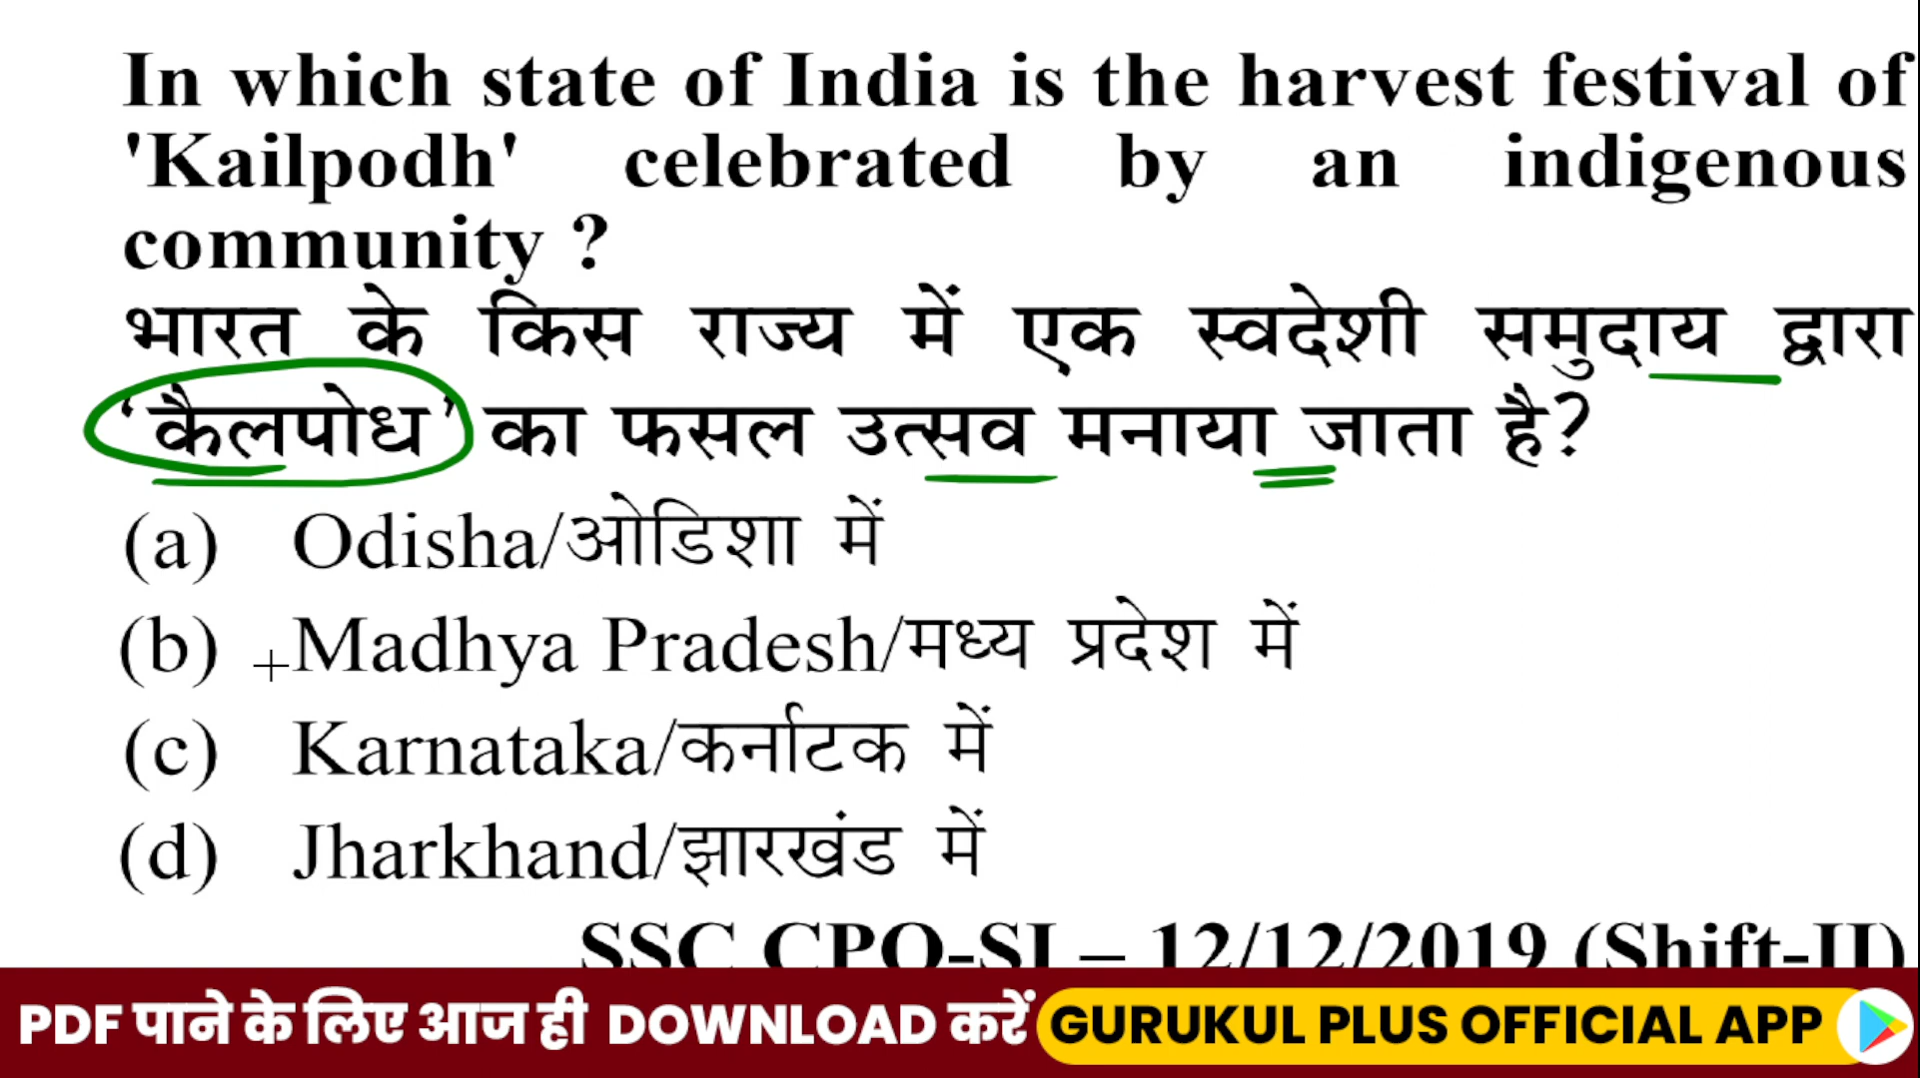 In which state of India is the harvest festival of
'Kailpodh' celebrated by an indigenous
community ?
भारत के किस राज्य में एक स्वदेशी समुदाय द्वारा
‘कैलपोध’ का फसल उत्सव मनाया जाता है?
(a) Odisha/ओडिशा में
(b) Madhya Pradesh/मध्य प्रदेश में
(c) Karnataka/कर्नाटक में
(d) Jharkhand/झारखंड में
SSC CPO-SI – 12/12/2019 (Shift-II)
PDF पाने के लिए आज ही DOWNLOAD करें GURUKUL PLUS OFFICIAL APP